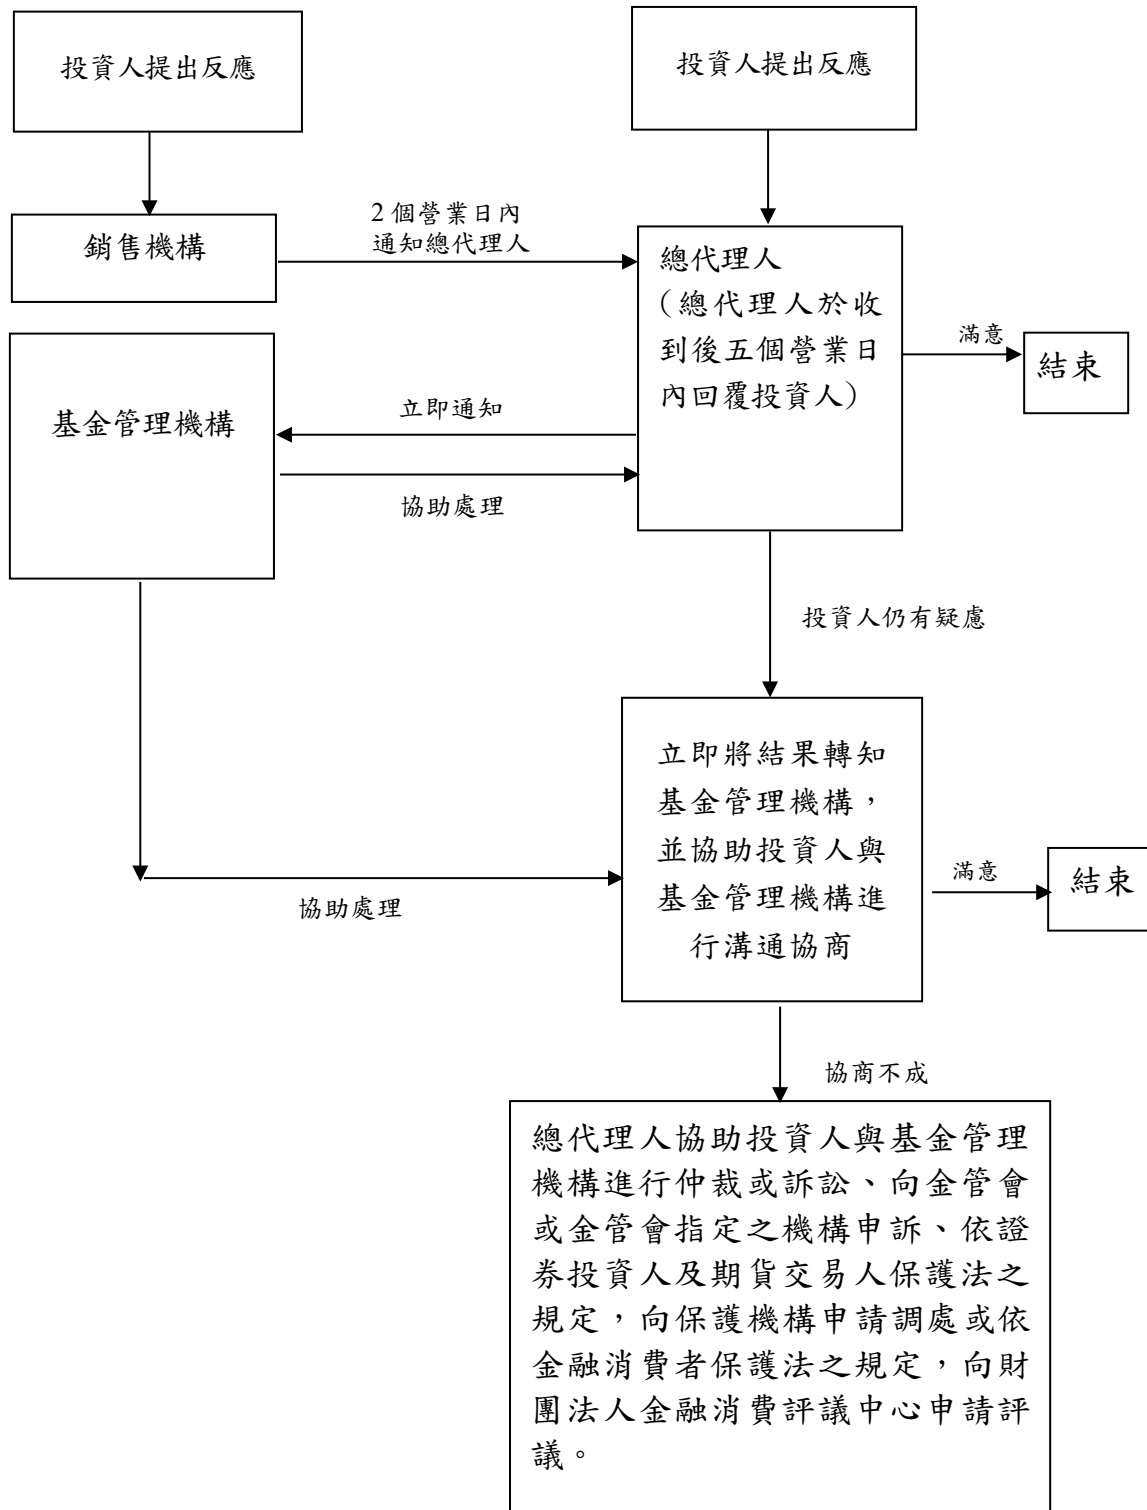 投資人提出反應
投資人提出反應
銷售機構
2 個營業日內
通知總代理人
總代理人
（總代理人於收
到後五個營業日
內回覆投資人）
滿意
結束
基金管理機構
立即通知
協助處理
投資人仍有疑慮
立即將結果轉知
基金管理機構，
並協助投資人與
基金管理機構進
行溝通協商
滿意
結束
協助處理
協商不成
總代理人協助投資人與基金管理
機構進行仲裁或訴訟、向金管會
或金管會指定之機構申訴、依證
券投資人及期貨交易人保護法之
規定，向保護機構申請調處或依
金融消費者保護法之規定，向財
團法人金融消費評議中心申請評
議。